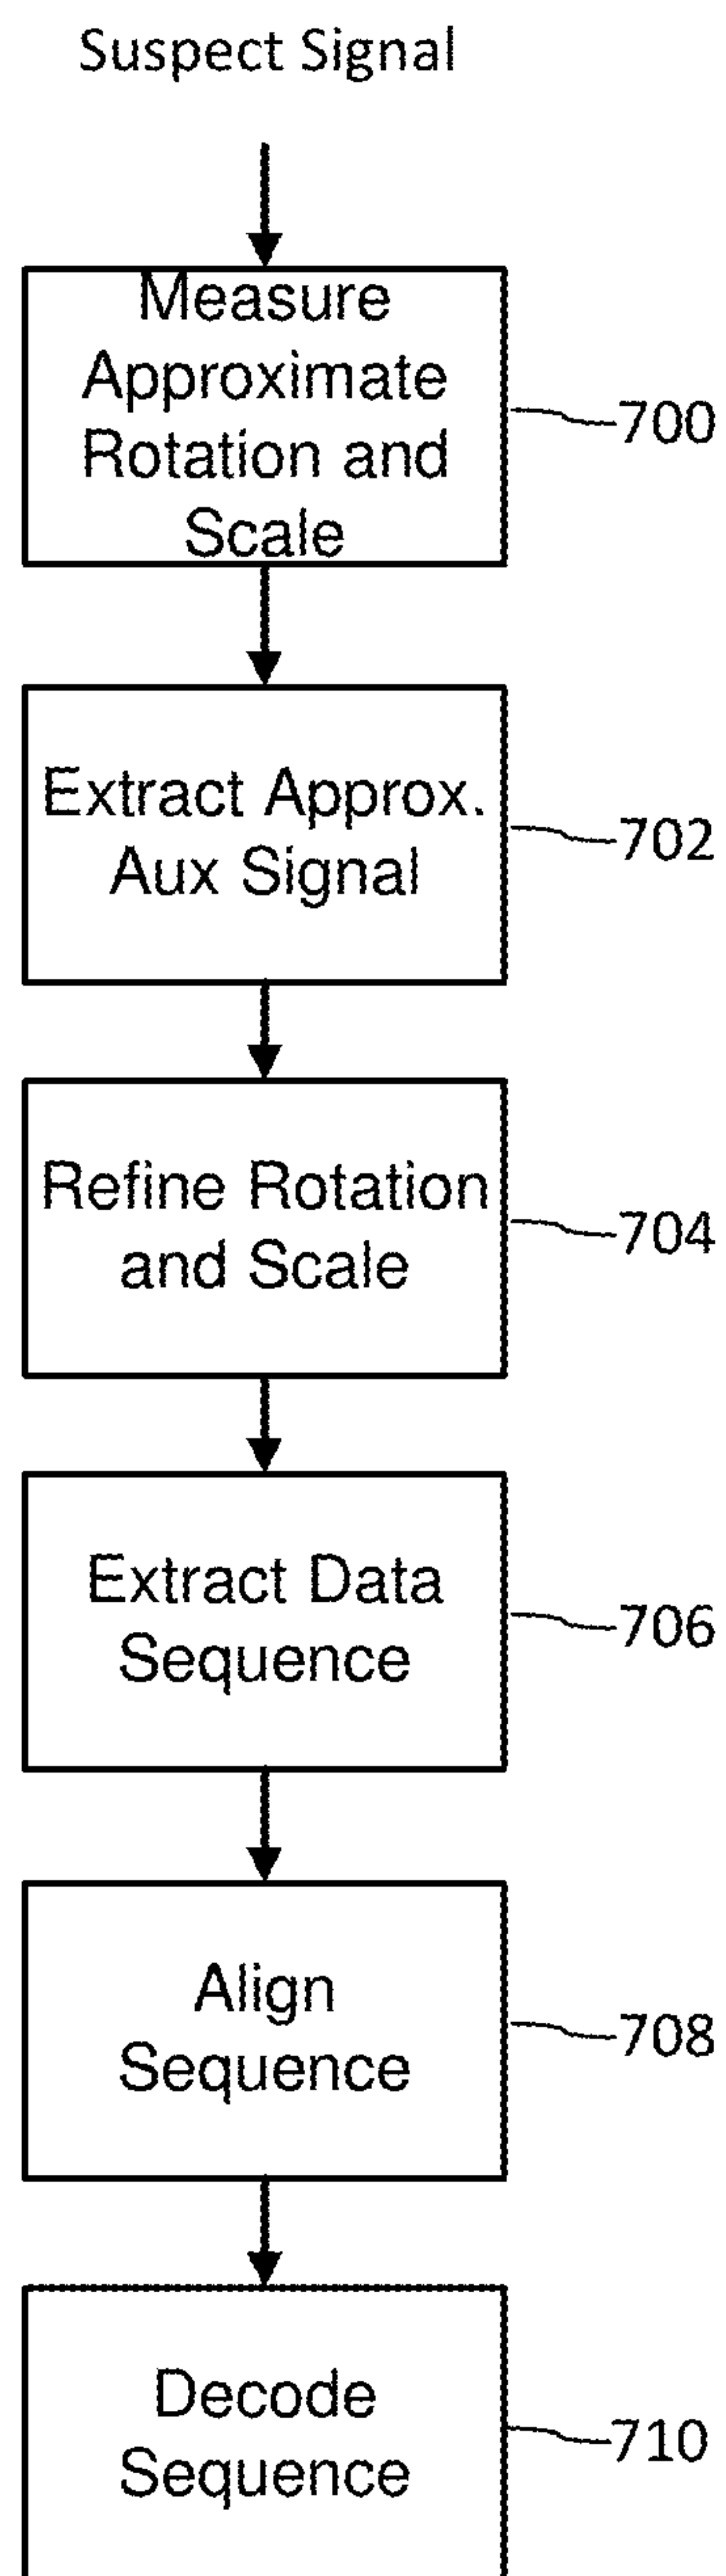 Suspect Signal
Measure
Approximate
Rotation and
Scale
700
Extract Approx.
Aux Signal
702
Refine Rotation
and Scale
704
Extract Data
Sequence
706
Align
Sequence
708
Decode
Sequence
710